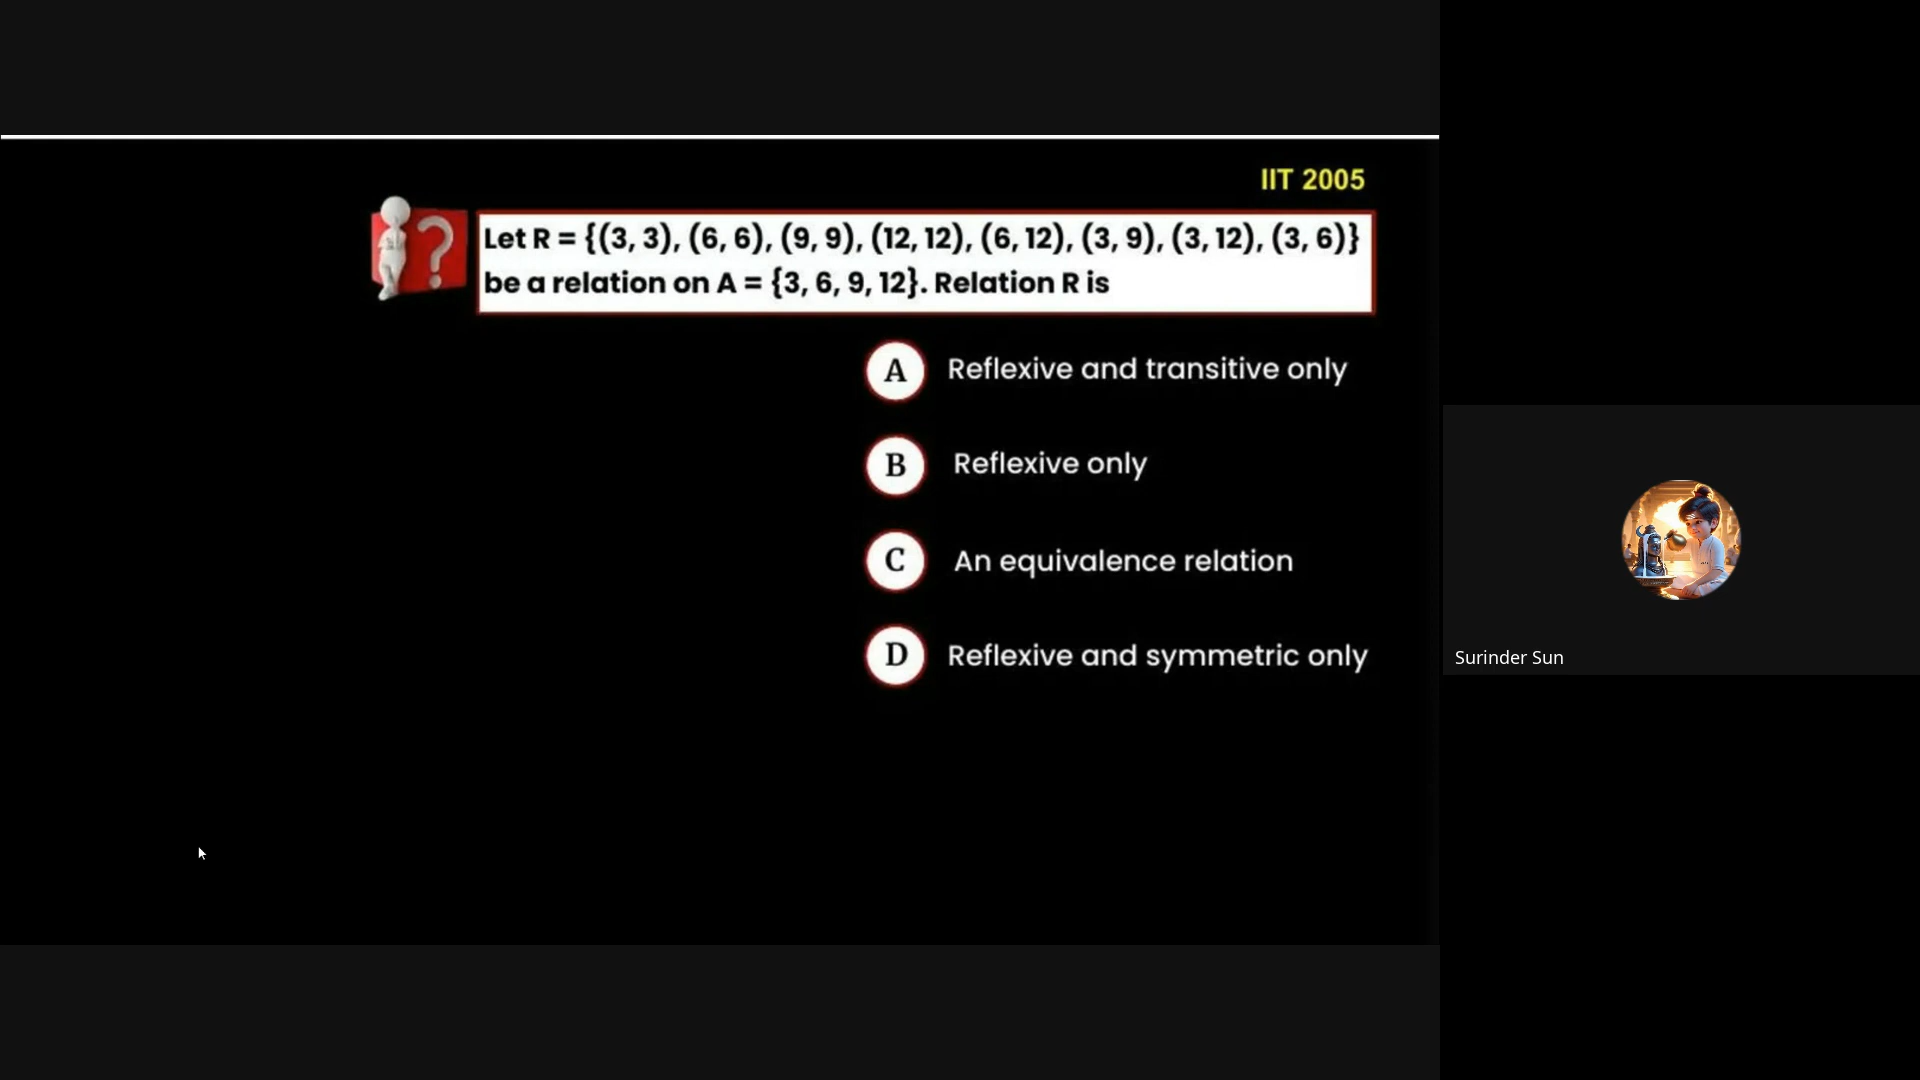 IIT 2005
Let R = {(3, 3), (6, 6), (9, 9), (12, 12), (6, 12), (3, 9), (3, 12), (3, 6)}
be a relation on A = {3, 6, 9, 12}. Relation R is
A Reflexive and transitive only
B Reflexive only
C An equivalence relation
D Reflexive and symmetric only
Surinder Sun